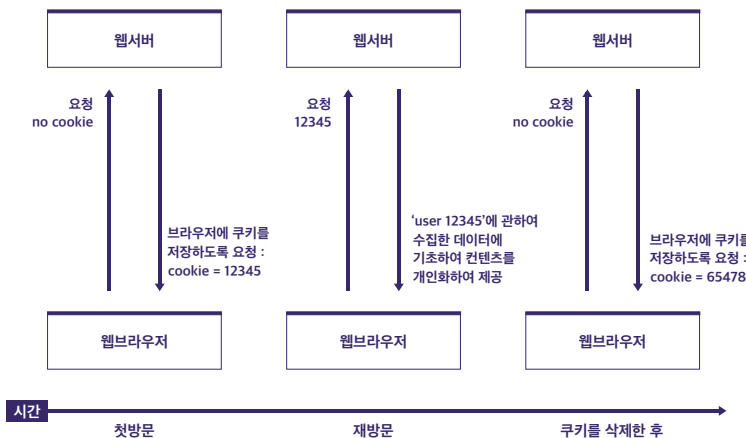 웹서버
웹서버
웹서버
요청
no cookie
요청
12345
요청
no cookie
브라우저에 쿠키를
저장하도록 요청 :
cookie = 12345
‘user 12345’에 관하여
수집한 데이터에
기초하여 컨텐츠를
개인화하여 제공
브라우저에 쿠키를
저장하도록 요청 :
cookie = 65478
웹브라우저
웹브라우저
웹브라우저
시간
첫방문
재방문
쿠키를 삭제한 후